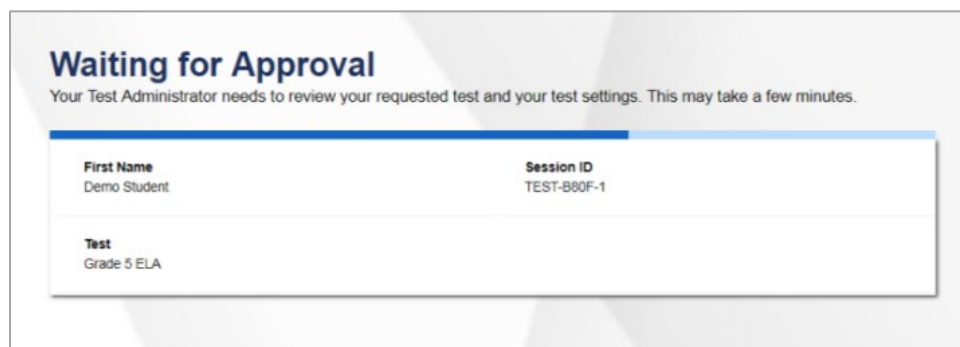 Waiting for Approval
Your Test Administrator needs to review your requested test and your test settings. This may take a few minutes.
First Name
Demo Student
Session ID
TEST-B80F-1
Test
Grade 5 ELA